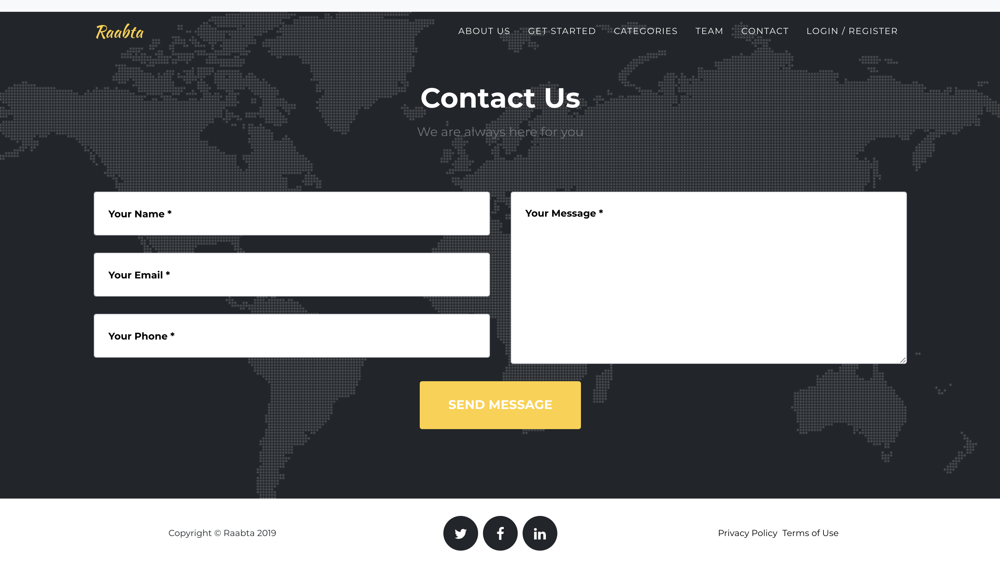 Raabta
ABOUT US GET STARTED CATEGORIES TEAM CONTACT LOGIN / REGISTER
Contact Us
We are always here for you
Your Name *
Your Email *
Your Phone *
Your Message *
SEND MESSAGE
Copyright © Raabta 2019
Privacy Policy Terms of Use